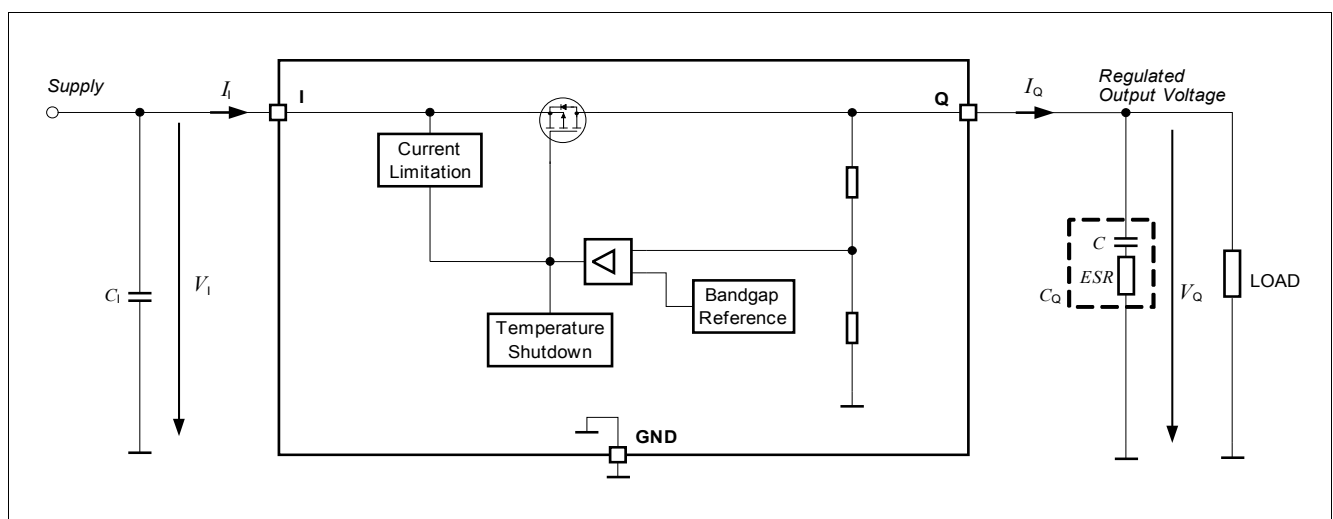 Supply
I_I
I
Q
I_Q
Regulated
Output Voltage
Current
Limitation
C
ESR
C_Q
V_Q
LOAD
C_I
V_I
Bandgap
Reference
Temperature
Shutdown
GND